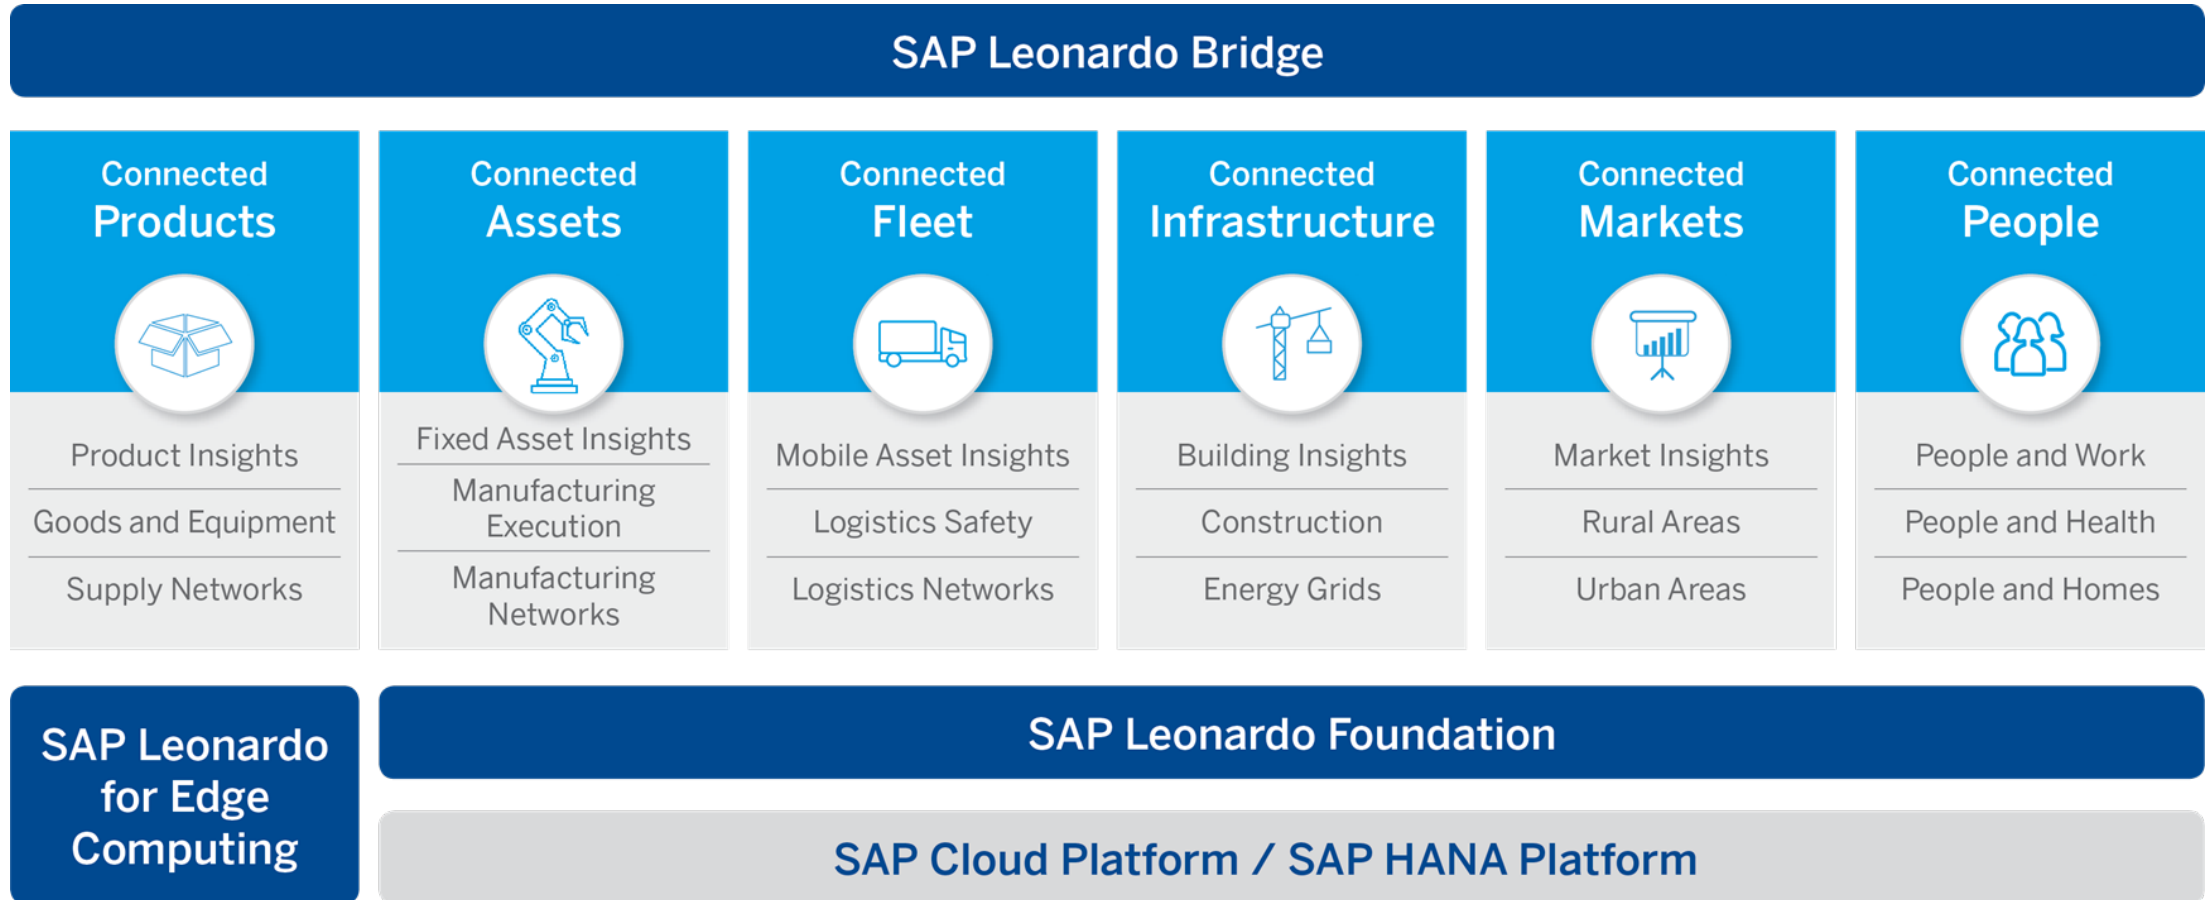 SAP Leonardo Bridge
Connected
Products
Product Insights
Goods and Equipment
Supply Networks
Connected
Assets
Fixed Asset Insights
Manufacturing
Execution
Manufacturing
Networks
Connected
Fleet
Mobile Asset Insights
Logistics Safety
Logistics Networks
Connected
Infrastructure
Building Insights
Construction
Energy Grids
Connected
Markets
Market Insights
Rural Areas
Urban Areas
Connected
People
People and Work
People and Health
People and Homes
SAP Leonardo
for Edge
Computing
SAP Leonardo Foundation
SAP Cloud Platform / SAP HANA Platform